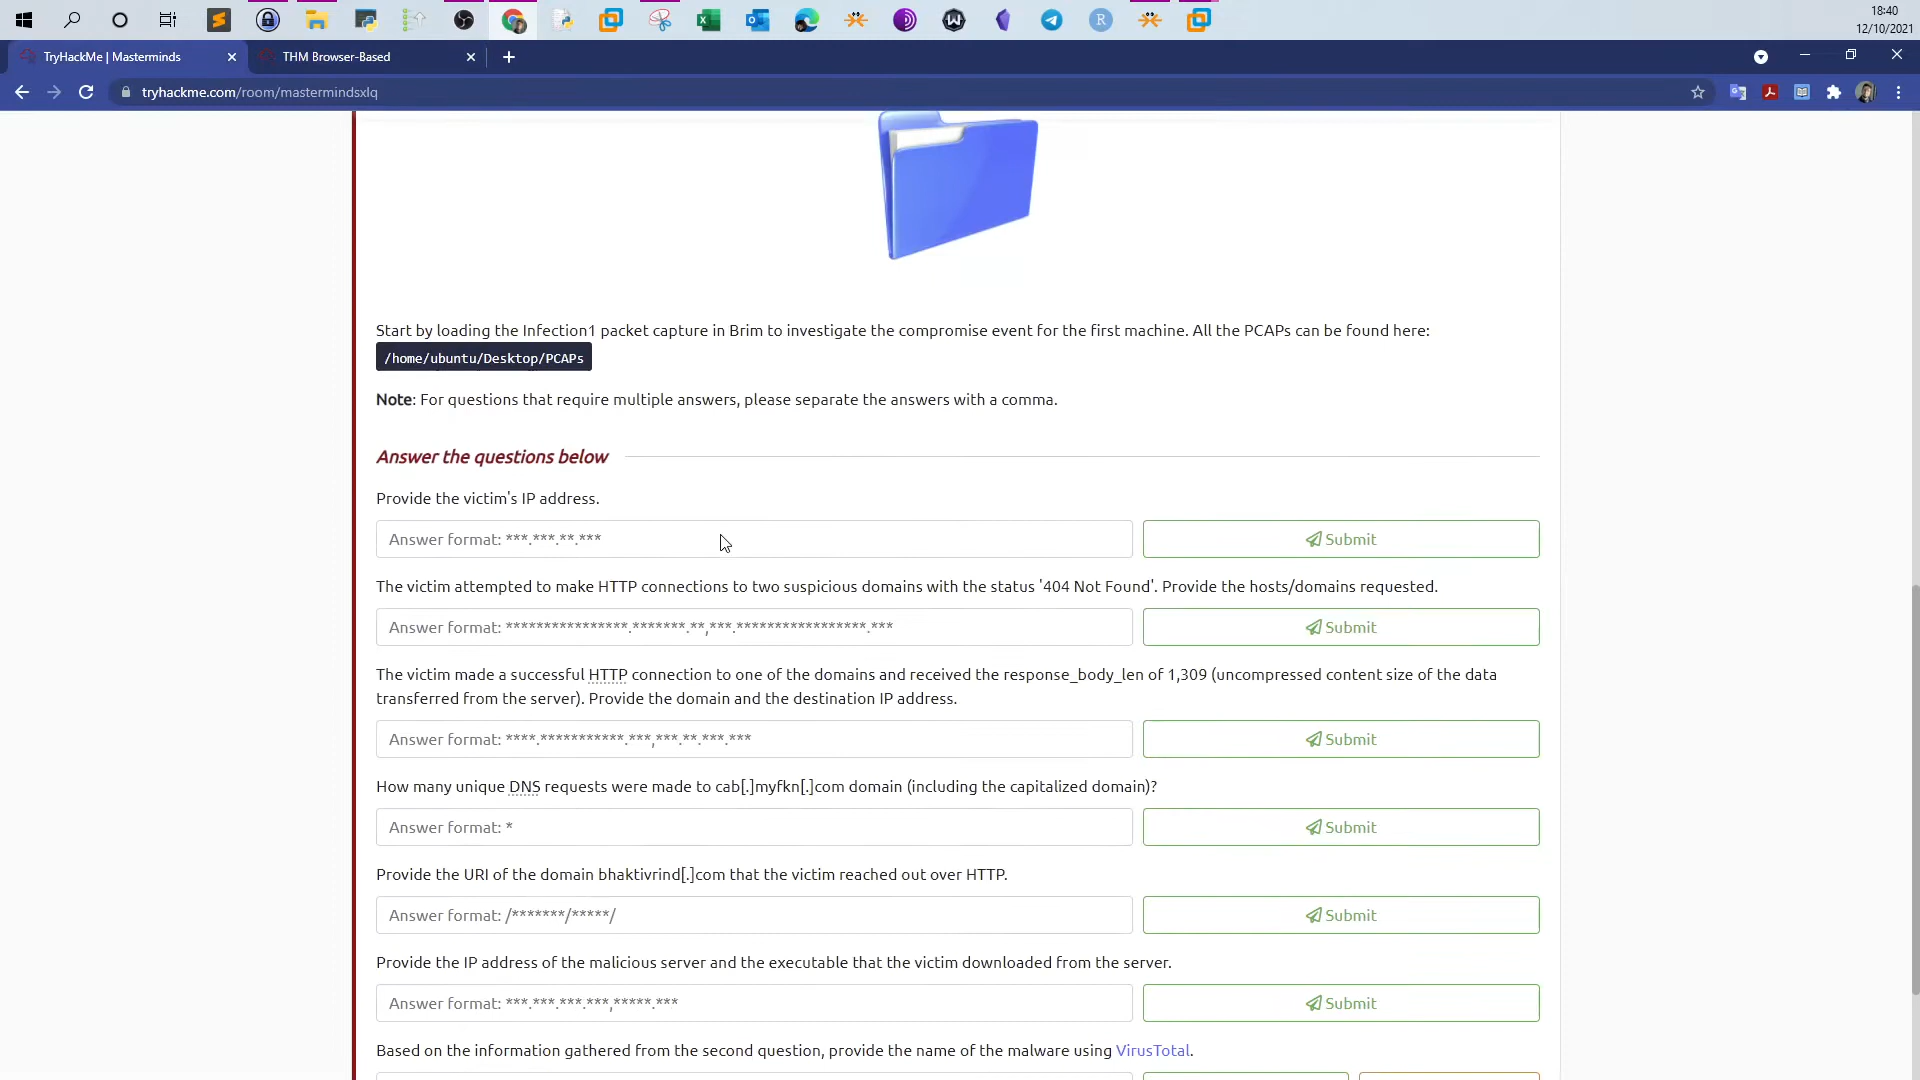 18:40
12/10/2021
TryHackMe | Masterminds
THM Browser-Based
tryhackme.com/room/mastermindsxlq
Start by loading the Infection1 packet capture in Brim to investigate the compromise event for the first machine. All the PCAPs can be found here:
/home/ubuntu/Desktop/PCAPs
Note: For questions that require multiple answers, please separate the answers with a comma.
Answer the questions below
Provide the victim's IP address.
Answer format: ***.***.**.***
Submit
The victim attempted to make HTTP connections to two suspicious domains with the status '404 Not Found'. Provide the hosts/domains requested.
Answer format: ****************.*******.**,***.*****************.***
Submit
The victim made a successful HTTP connection to one of the domains and received the response_body_len of 1,309 (uncompressed content size of the data
transferred from the server). Provide the domain and the destination IP address.
Answer format: ****.***********.***,***.**.***.***
Submit
How many unique DNS requests were made to cab[.]myfkn[.]com domain (including the capitalized domain)?
Answer format: *
Submit
Provide the URI of the domain bhaktivrind[.]com that the victim reached out over HTTP.
Answer format: /*******/*****/
Submit
Provide the IP address of the malicious server and the executable that the victim downloaded from the server.
Answer format: ***.***.***.***,*****.***
Submit
Based on the information gathered from the second question, provide the name of the malware using VirusTotal.